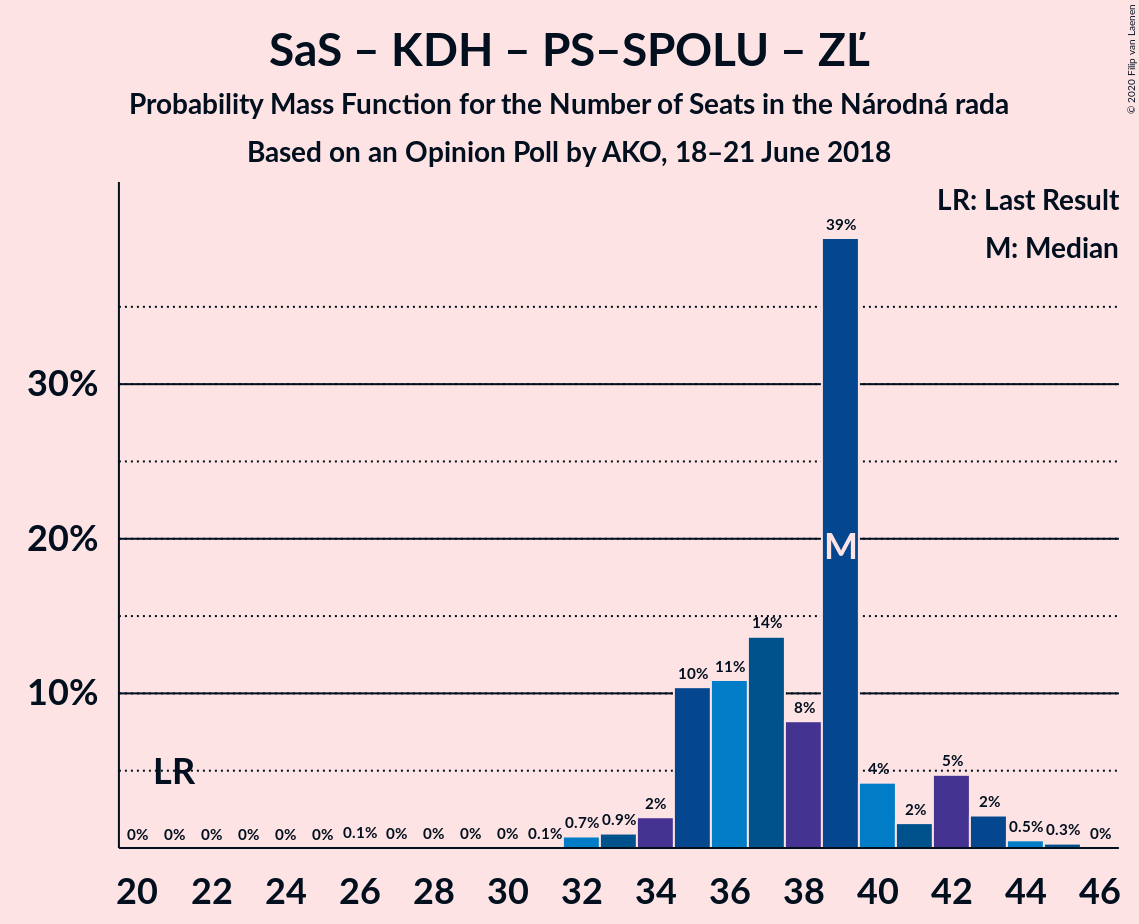 SaS – KDH – PS–SPOLU – ZĽ
Probability Mass Function for the Number of Seats in the Národná rada
Based on an Opinion Poll by AKO, 18–21 June 2018
© 2020 Filip van Laenen
LR: Last Result
M: Median
39%
30%
20%
M
14%
10%
10% 11%
8%
LR
4%
5%
0% 0% 0% 0% 0% 0% 0.1% 0% 0% 0% 0% 0.1% 0.7% 0.9% 2% 2% 2% 0.5% 0.3% 0%
20 22 24 26 28 30 32 34 36 38 40 42 44 46